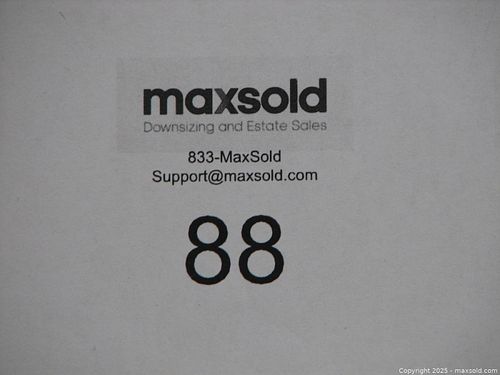 maxsold
Downsizing and Estate Sales
833-MaxSold
Support@maxsold.com
88
Copyright 2025 - maxsold.com